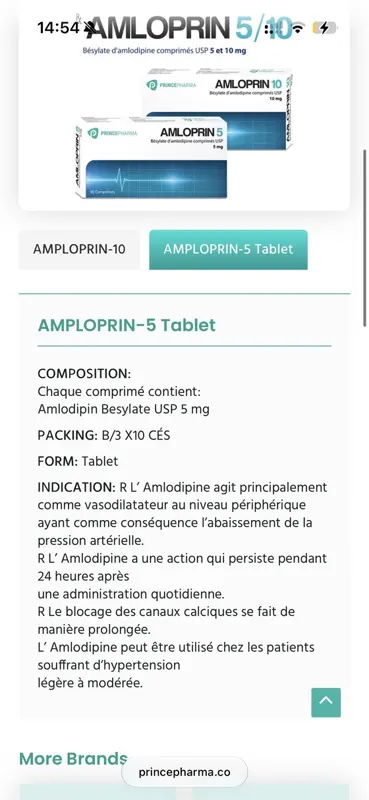 14:54
AMLOPRIN 5/10
Bésylate d'amlodipine comprimés USP 5 et 10 mg
PRINCEPHARMA
AMLOPRIN 10
Bésylate d'amlodipine comprimés USP
10 mg
PRINCEPHARMA
AMLOPRIN 5
Bésylate d'amlodipine comprimés USP
5 mg
AMPLOPRIN-10
AMPLOPRIN-5 Tablet
AMPLOPRIN-5 Tablet
COMPOSITION:
Chaque comprimé contient:
Amlodipin Besylate USP 5 mg
PACKING: B/3 X10 CÉS
FORM: Tablet
INDICATION: R L’ Amlodipine agit principalement
comme vasodilatateur au niveau périphérique
ayant comme conséquence l’abaissement de la
pression artérielle.
R L’ Amlodipine a une action qui persiste pendant
24 heures après
une administration quotidienne.
R Le blocage des canaux calciques se fait de
manière prolongée.
L’ Amlodipine peut être utilisé chez les patients
souffrant d’hypertension
légère à modérée.
More Brands
princepharma.co